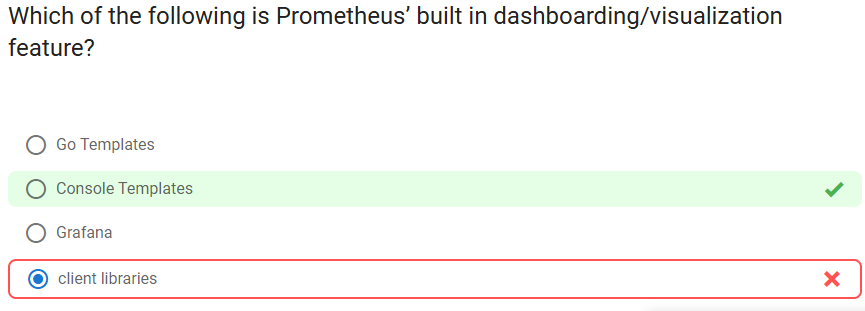 Which of the following is Prometheus’ built in dashboarding/visualization
feature?
Go Templates
Console Templates
Grafana
client libraries